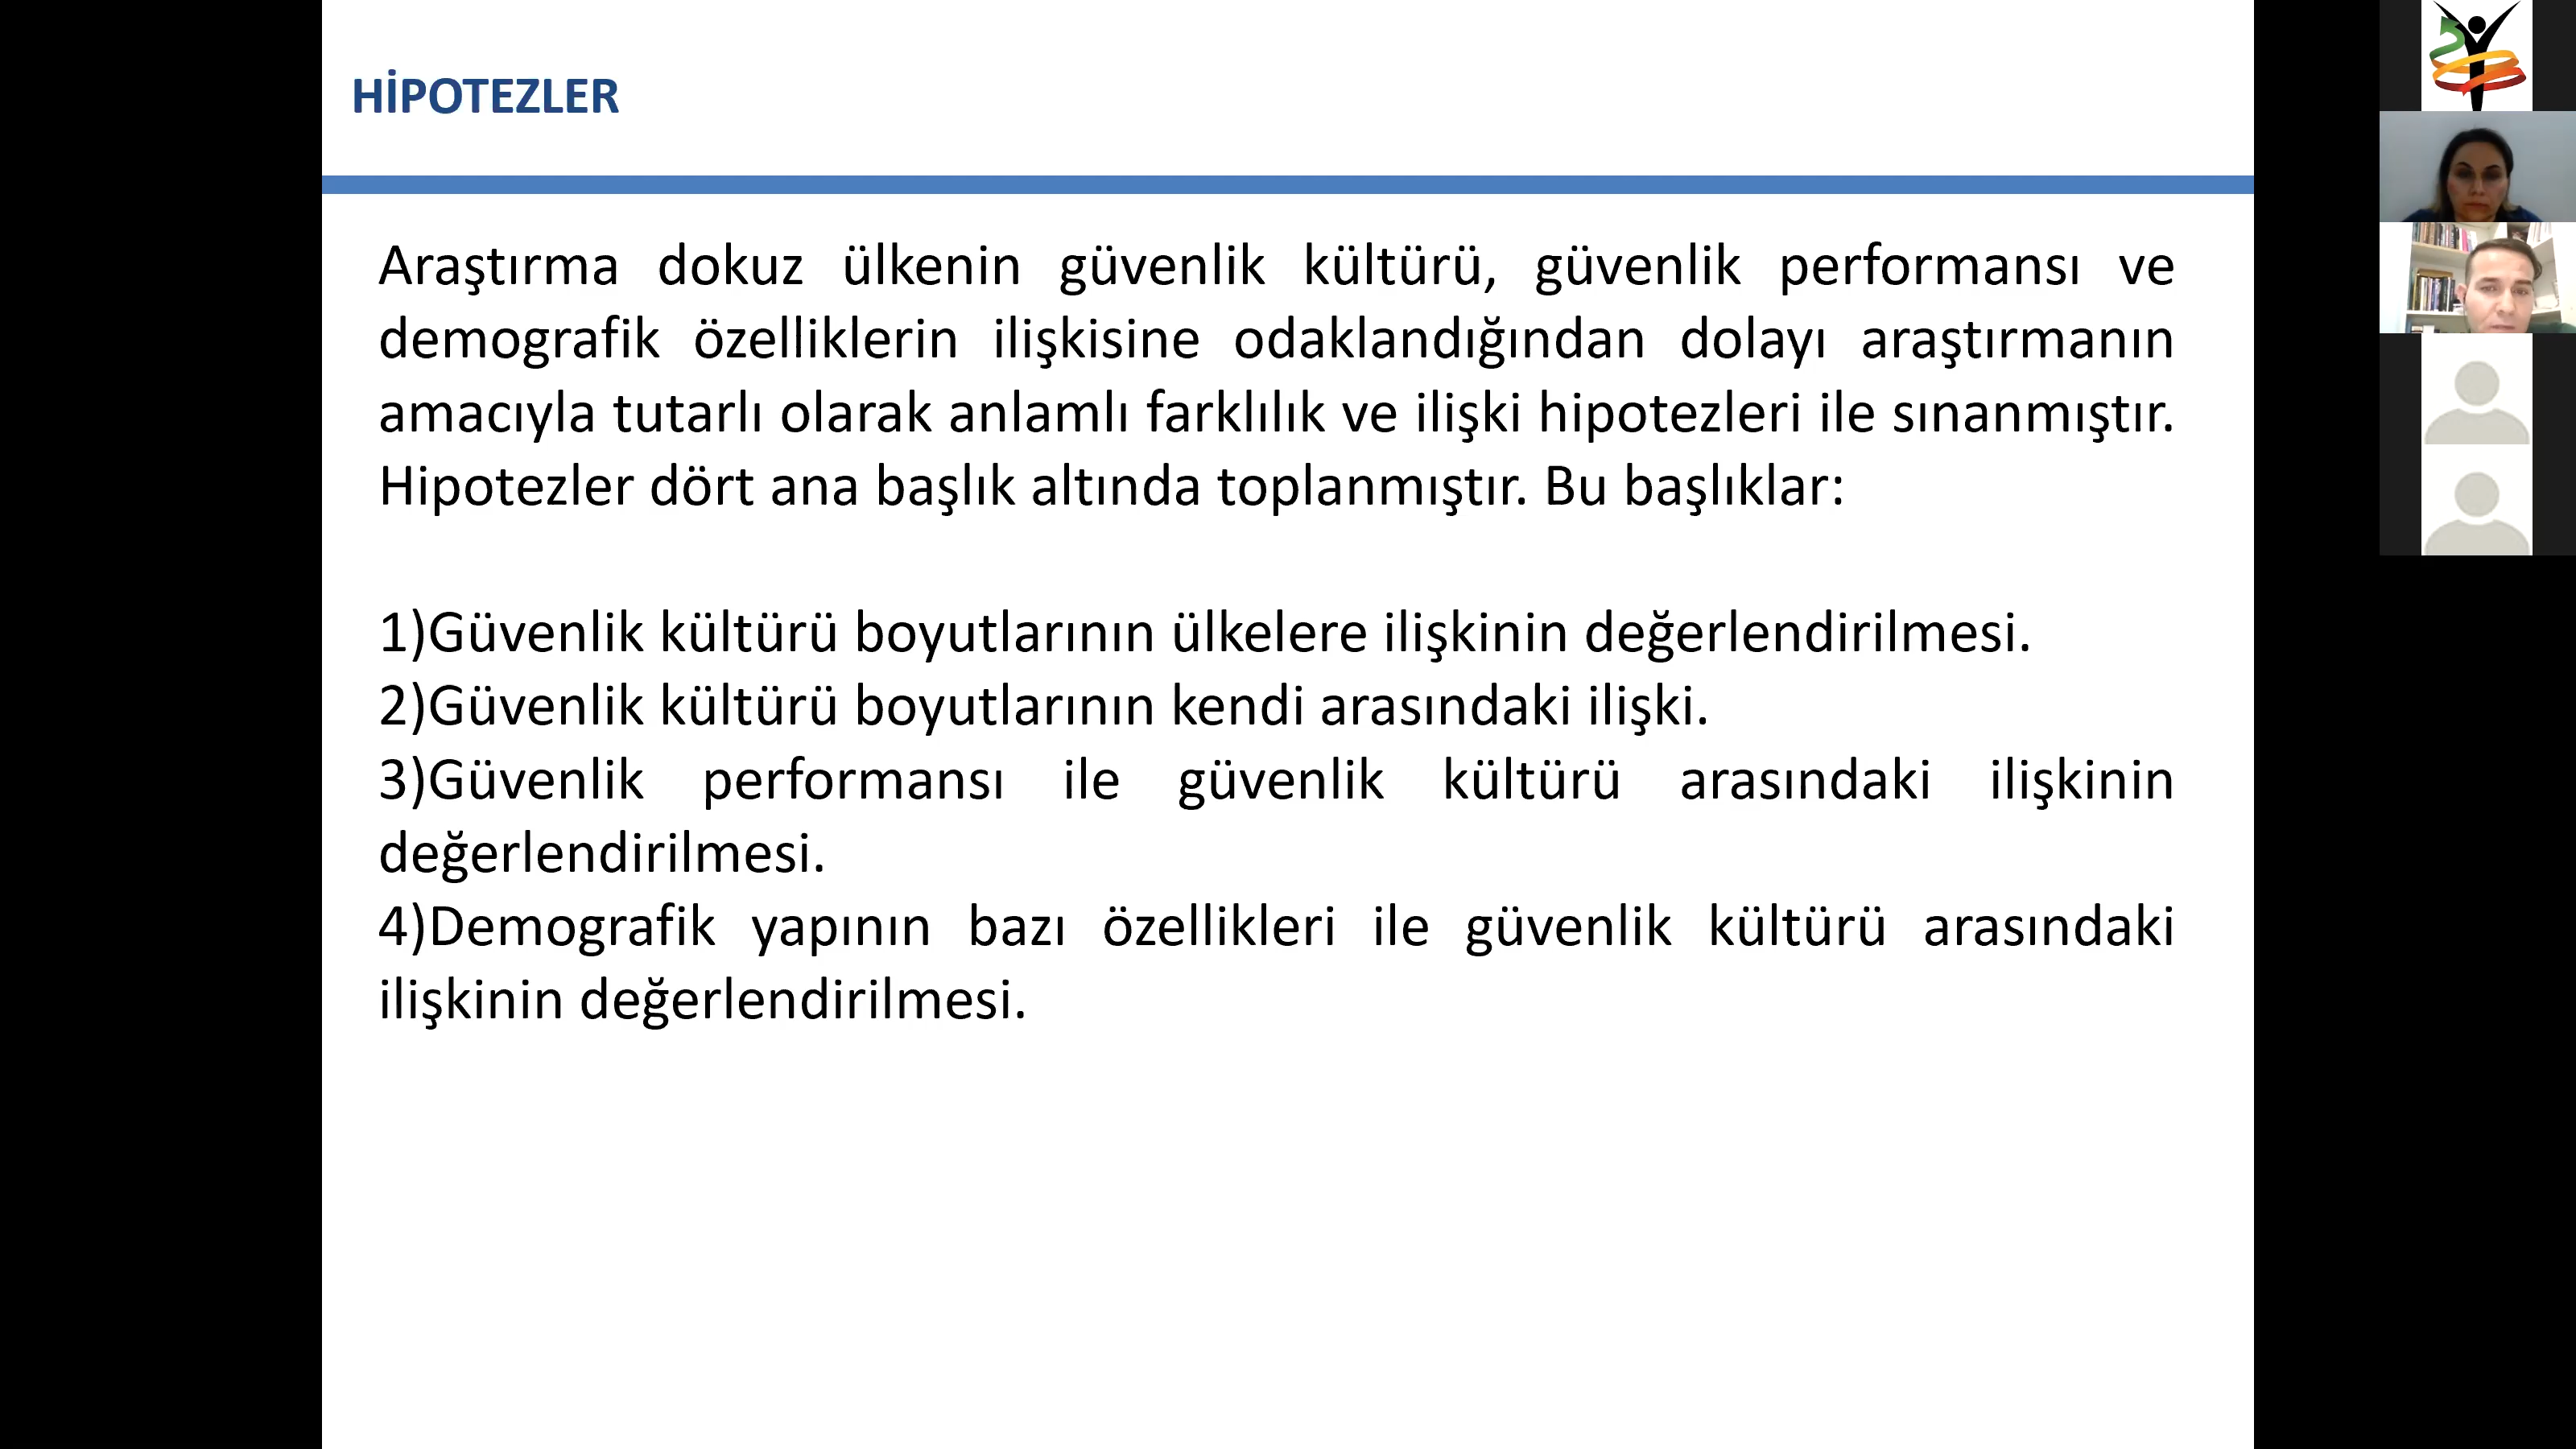 HİPOTEZLER
Araştırma dokuz ülkenin güvenlik kültürü, güvenlik performansı ve
demografik özelliklerin ilişkisine odaklandığından dolayı araştırmanın
amacıyla tutarlı olarak anlamlı farklılık ve ilişki hipotezleri ile sınanmıştır.
Hipotezler dört ana başlık altında toplanmıştır. Bu başlıklar:
1)Güvenlik kültürü boyutlarının ülkelere ilişkinin değerlendirilmesi.
2)Güvenlik kültürü boyutlarının kendi arasındaki ilişki.
3)Güvenlik performansı ile güvenlik kültürü arasındaki ilişkinin
değerlendirilmesi.
4)Demografik yapının bazı özellikleri ile güvenlik kültürü arasındaki
ilişkinin değerlendirilmesi.